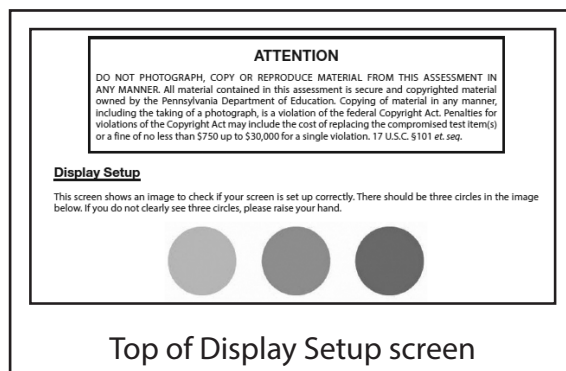 ATTENTION
DO NOT PHOTOGRAPH, COPY OR REPRODUCE MATERIAL FROM THIS ASSESSMENT IN
ANY MANNER. All material contained in this assessment is secure and copyrighted material
owned by the Pennsylvania Department of Education. Copying of material in any manner,
including the taking of a photograph, is a violation of the federal Copyright Act. Penalties for
violations of the Copyright Act may include the cost of replacing the compromised test item(s)
or a fine of no less than $750 up to $30,000 for a single violation. 17 U.S.C. §101 et. seq.
Display Setup
This screen shows an image to check if your screen is set up correctly. There should be three circles in the image
below. If you do not clearly see three circles, please raise your hand.
Top of Display Setup screen